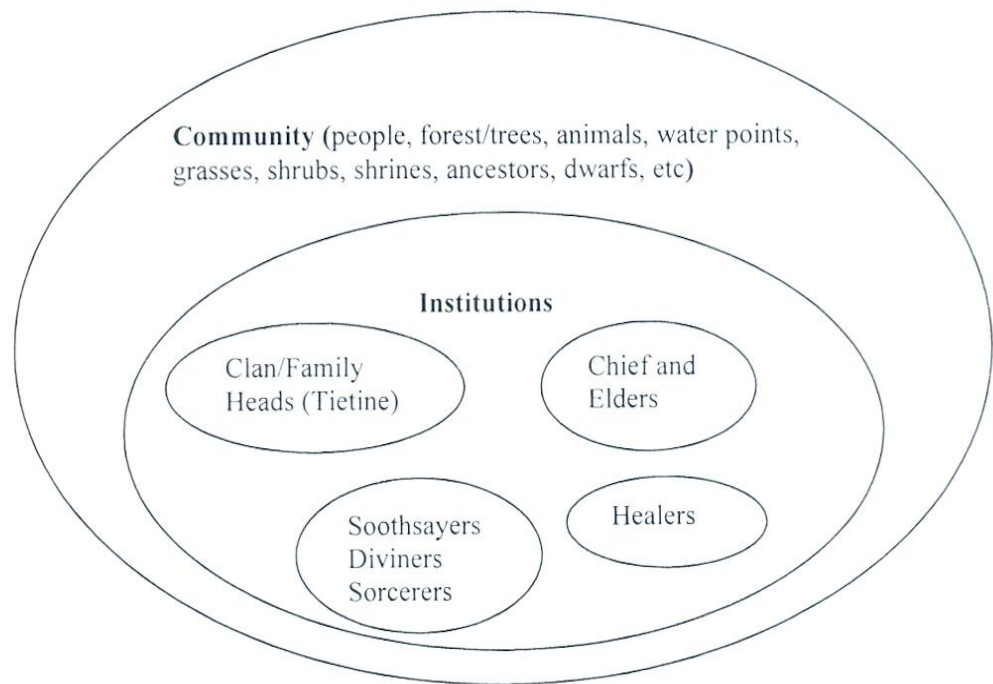 Community (people, forest/trees, animals, water points,
grasses, shrubs, shrines, ancestors, dwarfs, etc)
Institutions
Clan/Family
Heads (Tietine)
Chief and
Elders
Soothsayers
Diviners
Sorcerers
Healers